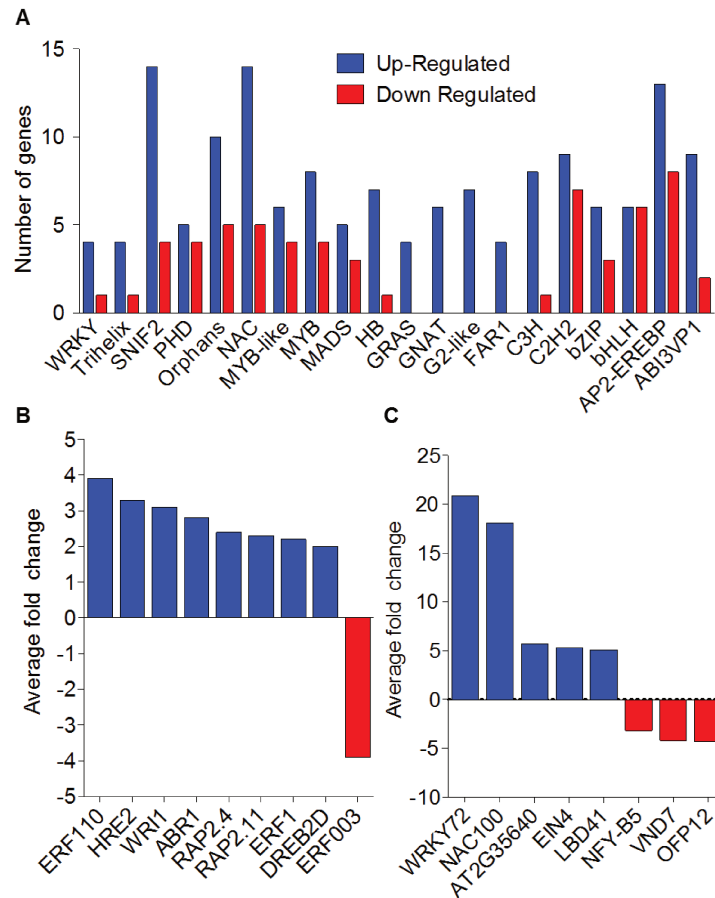 A
Up-Regulated
Down Regulated
Number of genes
15
10
5
0
WRKY
Trihelix
SNIF2
PHD
Orphans
NAC
MYB-like
MYB
MADS
HB
GRAS
GNAT
G2-like
FAR1
C3H
C2H2
bZIP
bHLH
AP2-EREBP
ABI3VP1
B
Average fold change
5
4
3
2
1
0
-1
-2
-3
-4
-5
ERF110
HRE2
WRI1
ABR1
RAP2.4
RAP2.11
ERF1
DREB2D
ERF003
C
Average fold change
25
20
15
10
5
0
-5
-10
WRKY72
NAC100
AT2G35640
EIN4
LBD41
NFY-B5
VND7
OFP12